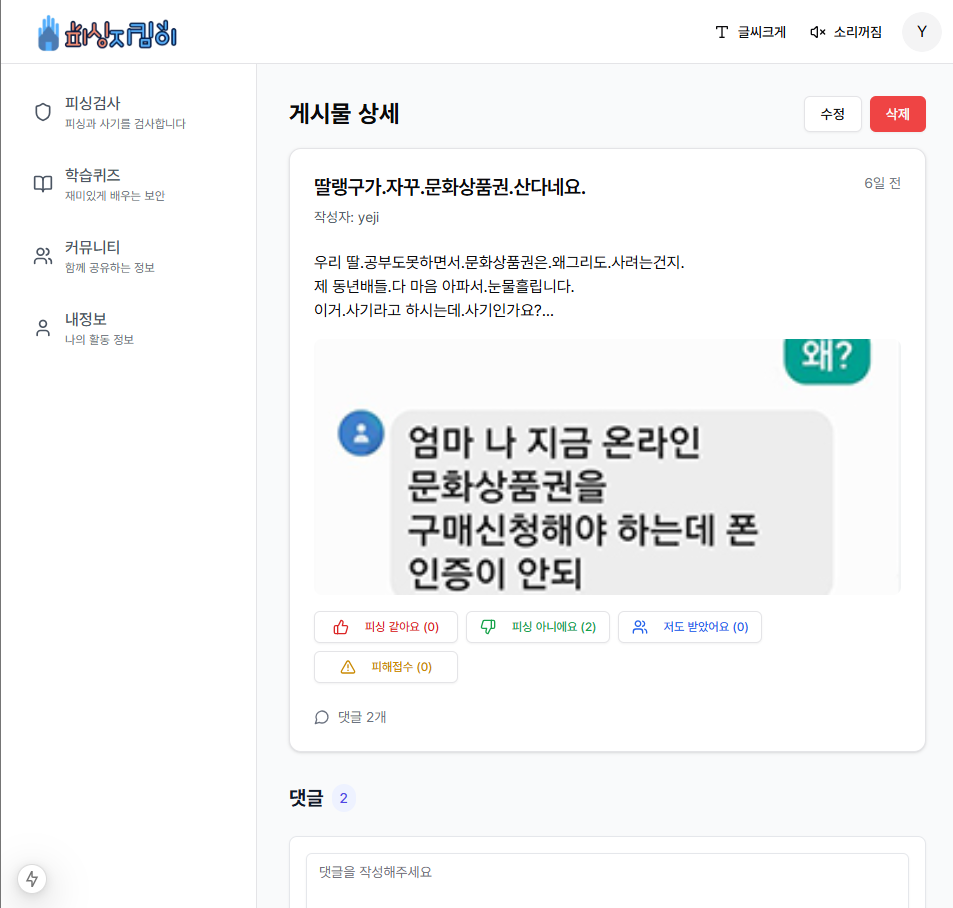 피싱지킴이
글씨크게
소리꺼짐
Y
피싱검사
피싱과 사기를 검사합니다
학습퀴즈
재미있게 배우는 보안
커뮤니티
함께 공유하는 정보
내정보
나의 활동 정보
게시물 상세
수정
삭제
딸랭구가.자꾸.문화상품권.산다네요.
6일 전
작성자: yeji
우리 딸.공부도못하면서.문화상품권은.왜그리도.사려는건지.
제 동년배들.다 마음 아파서.눈물흘립니다.
이거.사기라고 하시는데.사기인가요?...
왜?
엄마 나 지금 온라인
문화상품권을
구매신청해야 하는데 폰
인증이 안되
피싱 같아요 (0)
피싱 아니에요 (2)
저도 받았어요 (0)
피해접수 (0)
댓글 2개
댓글 2
댓글을 작성해주세요